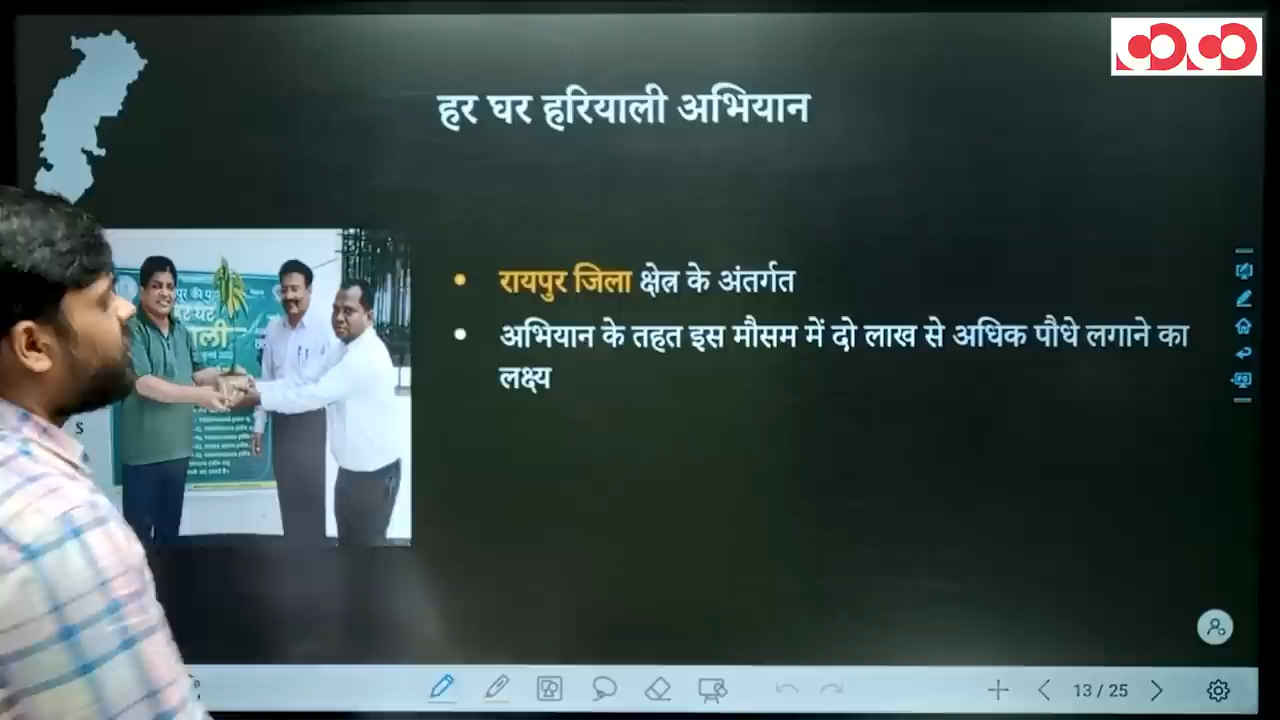 हर घर हरियाली अभियान
रायपुर जिला क्षेत्र के अंतर्गत
अभियान के तहत इस मौसम में दो लाख से अधिक पौधे लगाने का
लक्ष्य
S
13 / 25